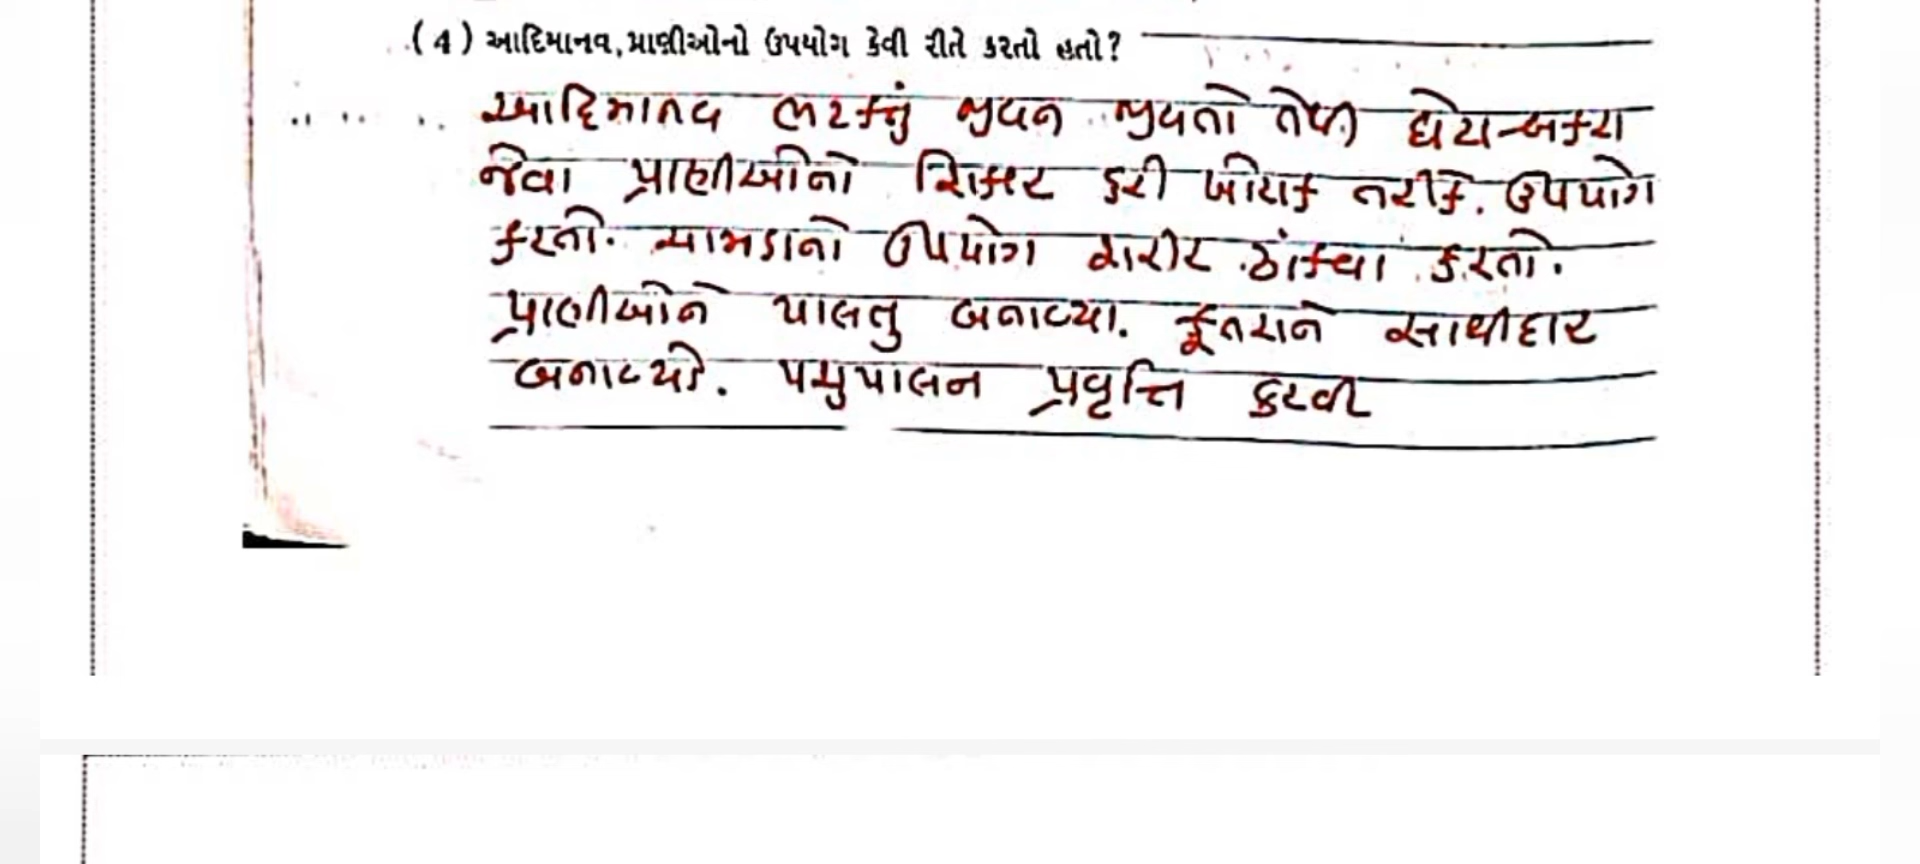 (4) આદિમાનવ, પ્રાણીઓનો ઉપયોગ કેવી રીતે કરતો હતો?
આદિમાનવ ભટકતું જીવન જીવતો તેથી ઘેટા-બકરા
જેવા પ્રાણીઓનો શિકાર કરી ખોરાક તરીકે. ઉપયોગ
કરતો. ચામડાનો ઉપયોગ શરીર ઢાંકવા કરતો.
પ્રાણીઓને પાલતુ બનાવ્યા. કૂતરાને સાથીદાર
બનાવ્યો. પશુપાલન પ્રવૃત્તિ કરવી